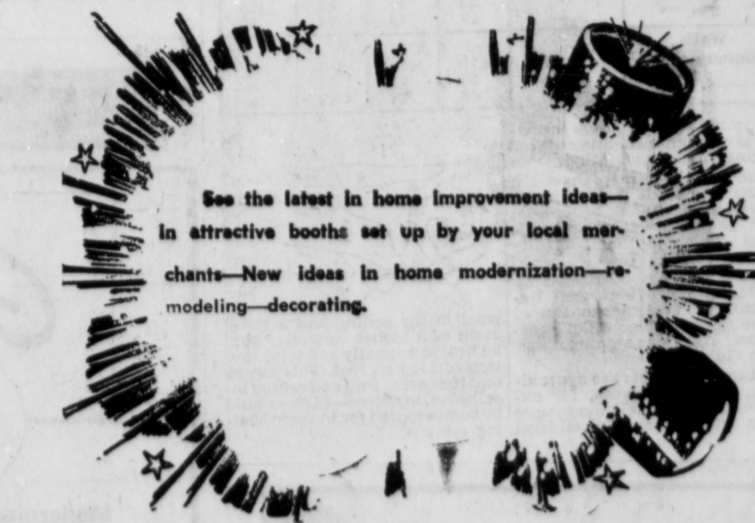 See the latest in home improvement ideas—
in attractive booths set up by your local mer-
chants—New ideas in home modernization—re-
modeling—decorating.